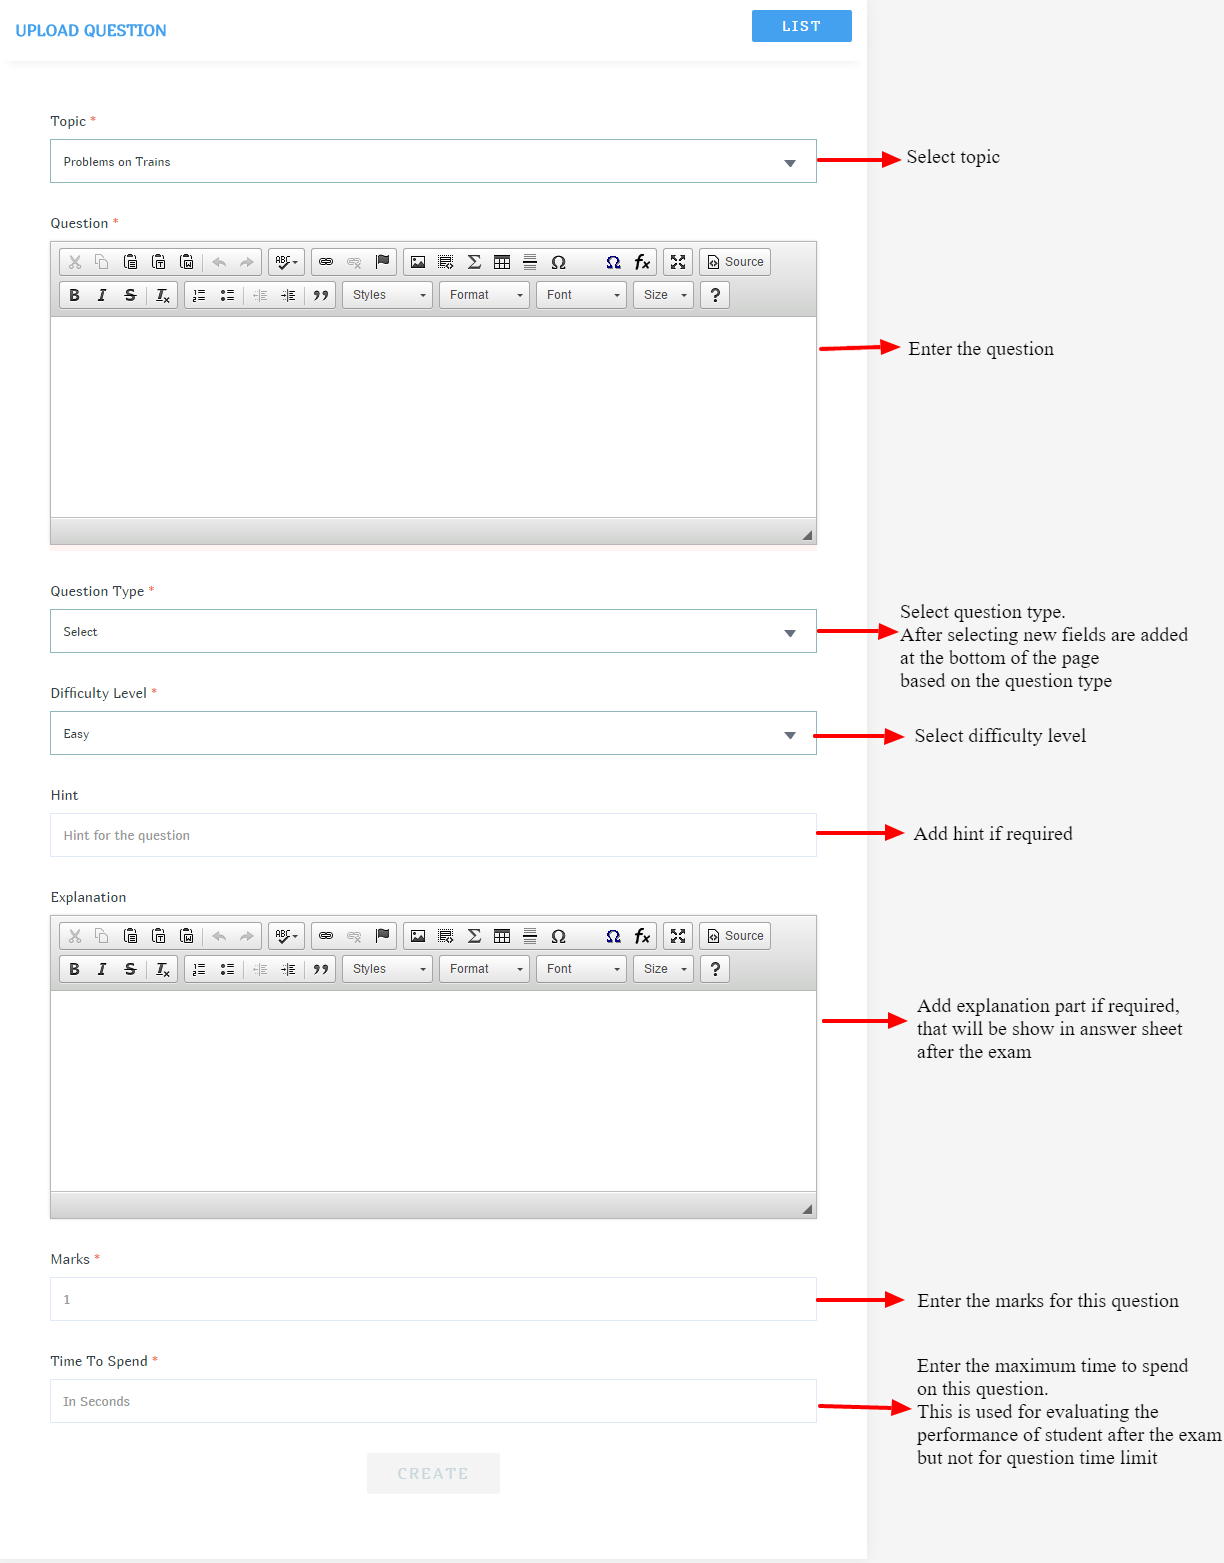 UPLOAD QUESTION
LIST
Topic *
Problems on Trains
Select topic
Question *
ABC
Source
B I S Tx
Styles
Format
Font
Size
?
Enter the question
Question Type *
Select
Select question type.
After selecting new fields are added
at the bottom of the page
based on the question type
Difficulty Level *
Easy
Select difficulty level
Hint
Hint for the question
Add hint if required
Explanation
ABC
Source
B I S Tx
Styles
Format
Font
Size
?
Add explanation part if required,
that will be show in answer sheet
after the exam
Marks *
1
Enter the marks for this question
Time To Spend *
In Seconds
Enter the maximum time to spend
on this question.
This is used for evaluating the
performance of student after the exam
but not for question time limit
CREATE